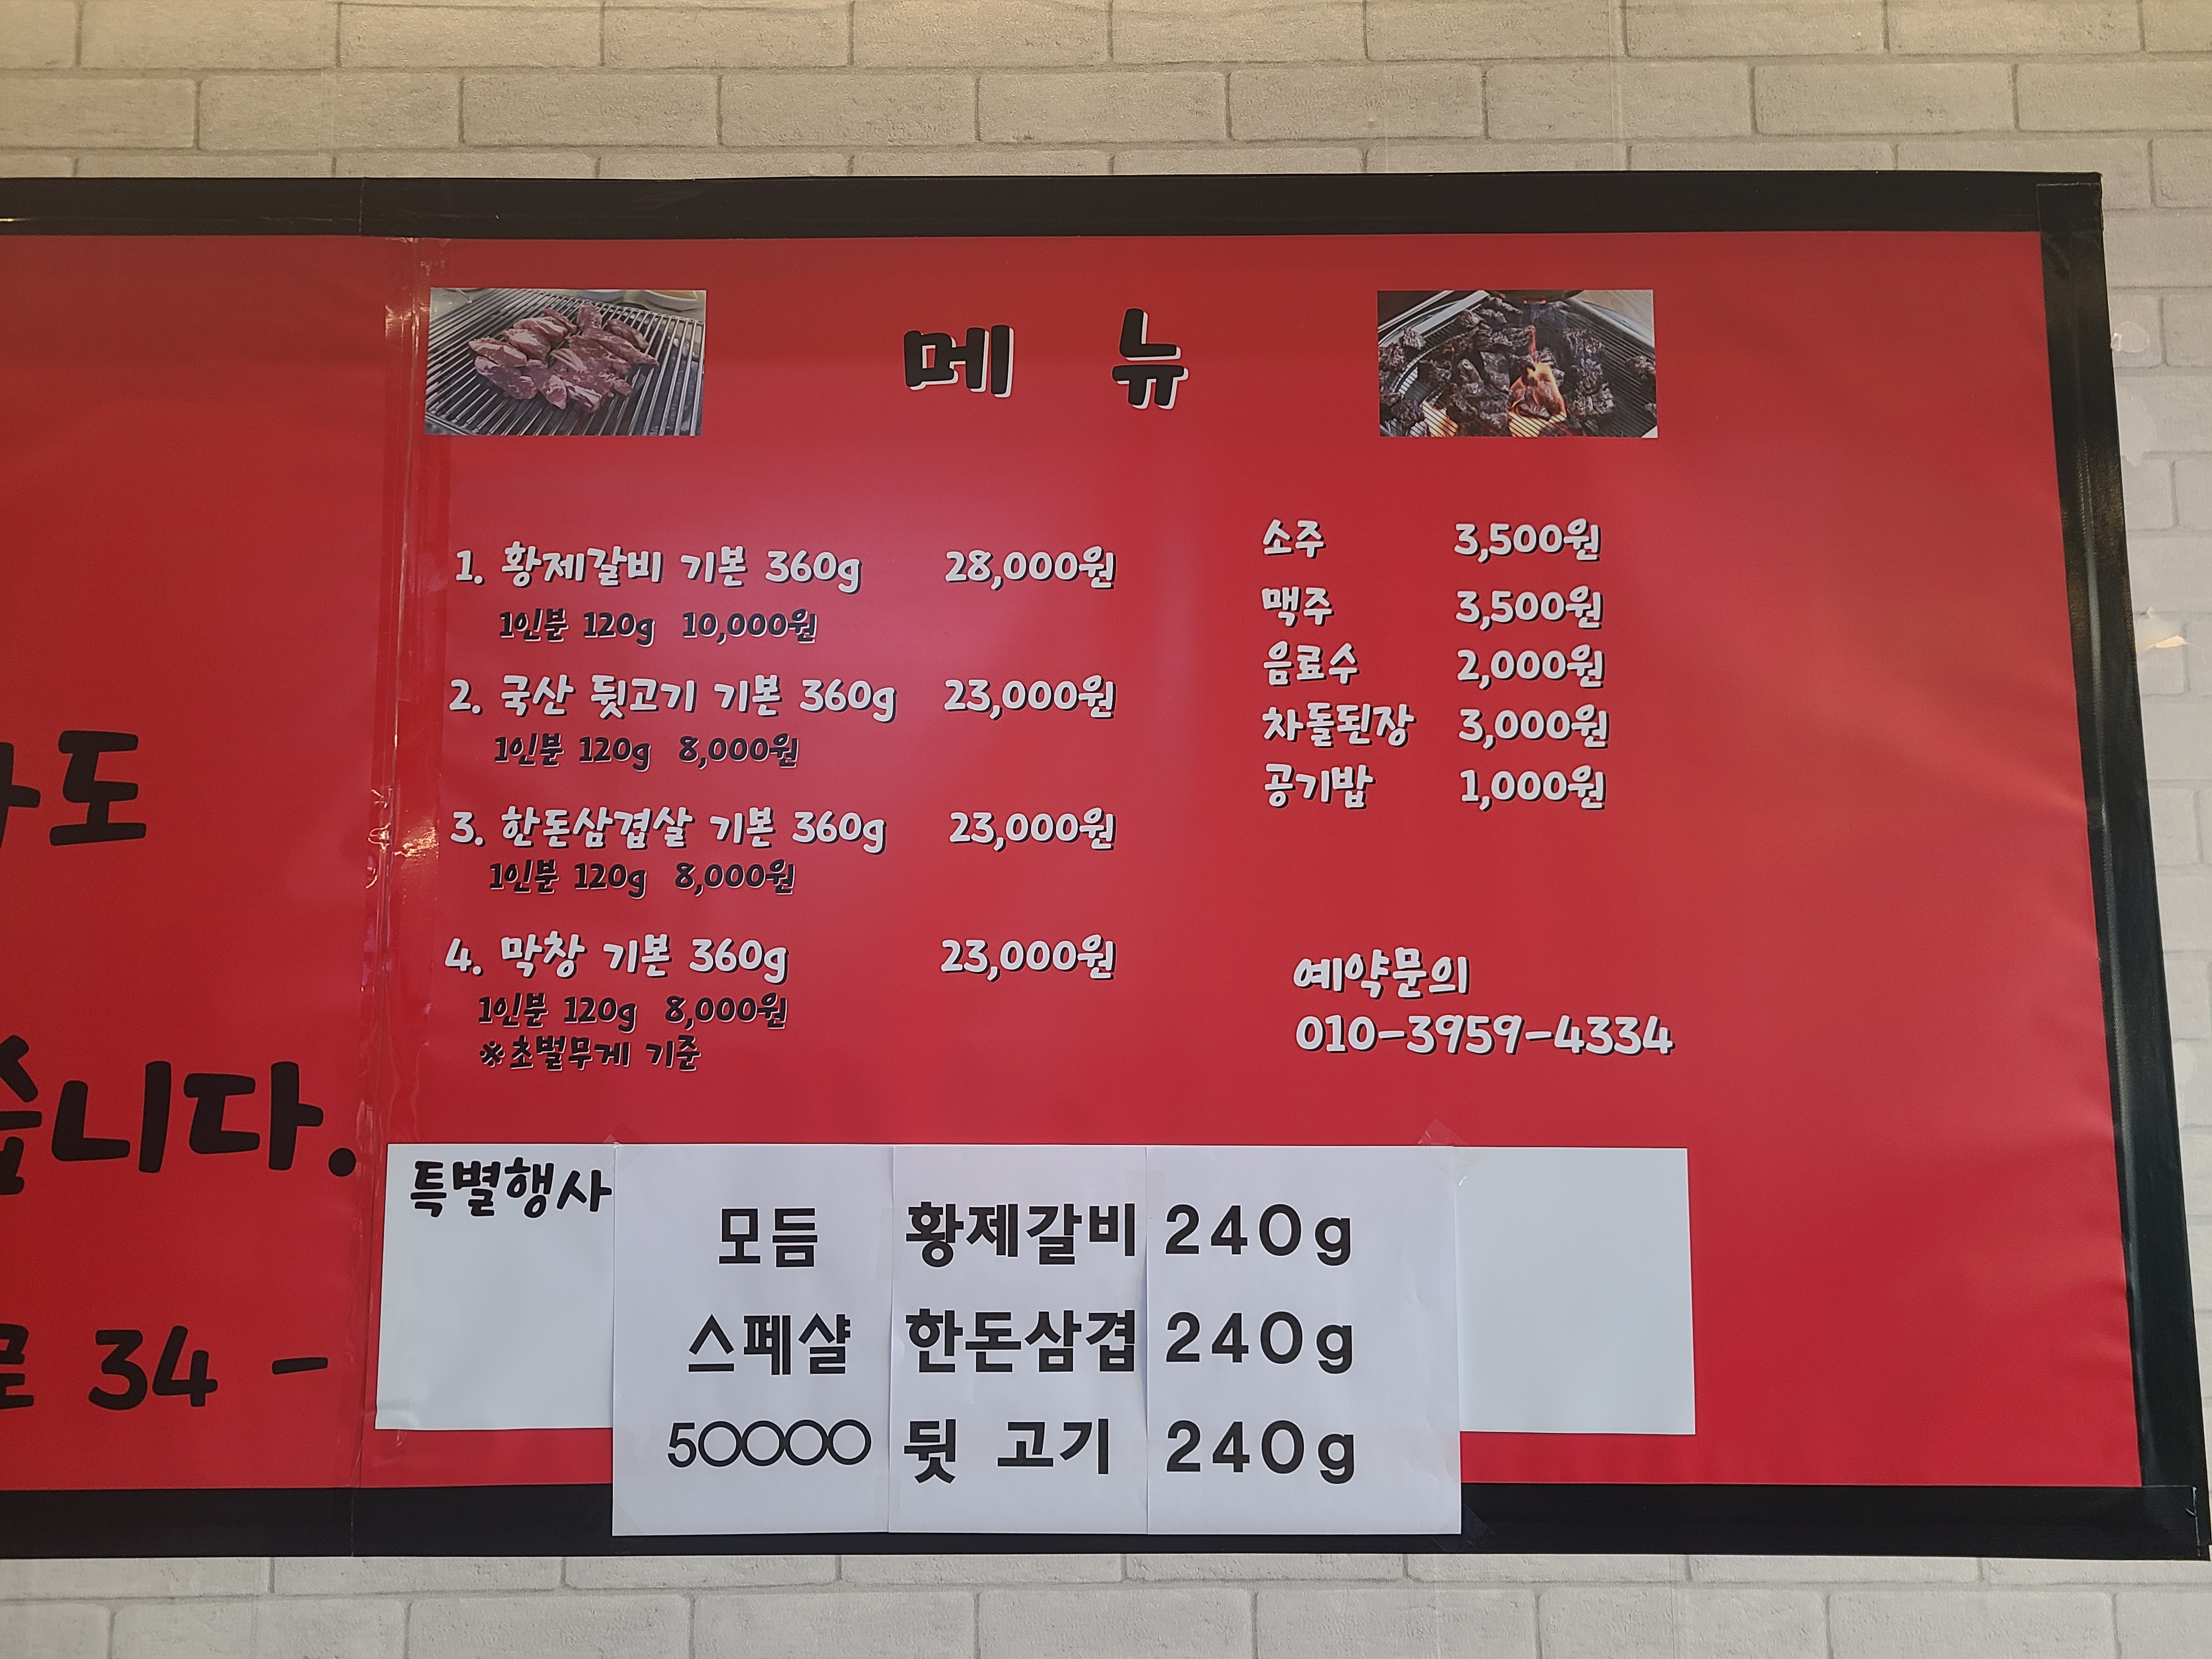 도
습니다.
34 -
메 뉴
1. 황제갈비 기본 360g 28,000원
1인분 120g 10,000원
2. 국산 뒷고기 기본 360g 23,000원
1인분 120g 8,000원
3. 한돈삼겹살 기본 360g 23,000원
1인분 120g 8,000원
4. 막창 기본 360g 23,000원
1인분 120g 8,000원
※초벌무게 기준
소주 3,500원
맥주 3,500원
음료수 2,000원
차돌된장 3,000원
공기밥 1,000원
예약문의
010-3959-4334
특별행사
모듬 황제갈비 240g
스페샬 한돈삼겹 240g
50000 뒷 고기 240g